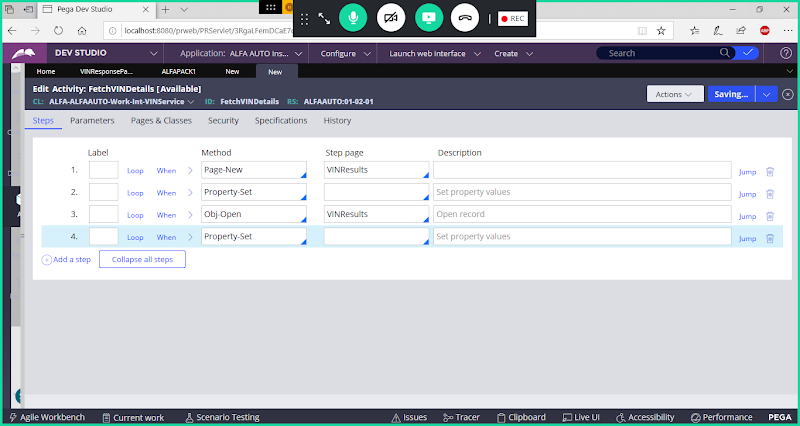 Pega Dev Studio
localhost:8080/prweb/PRServlet/3RgaLFemDCaE7
REC
DEV STUDIO
Application: ALFA AUTO Ins...
Configure
Launch web interface
Create
Search
Home
VINResponsePa...
ALFAPACK1
New
New
Edit Activity: FetchVINDetails [Available]
CL: ALFA-ALFAAUTO-Work-Int-VINService
ID: FetchVINDetails
RS: ALFAAUTO:01-02-01
Actions
Saving...
Steps
Parameters
Pages & Classes
Security
Specifications
History
Label
Method
Step page
Description
1. Loop When Page-New VINResults Jump
2. Loop When Property-Set Set property values Jump
3. Loop When Obj-Open VINResults Open record Jump
4. Loop When Property-Set Set property values Jump
Add a step
Collapse all steps
Agile Workbench
Current work
Scenario Testing
Issues
Tracer
Clipboard
Live UI
Accessibility
Performance
PEGA